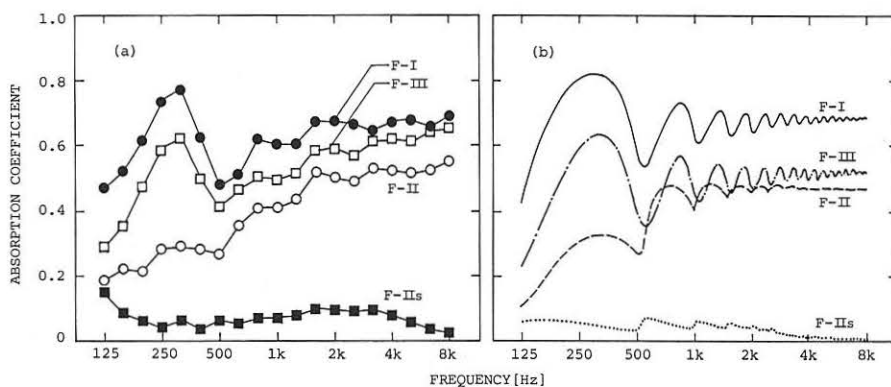 ABSORPTION COEFFICIENT
1.0
0.8
0.6
0.4
0.2
0
(a)
F-I
F-III
F-II
F-IIs
125 250 500 1k 2k 4k 8k
(b)
F-I
F-III
F-II
F-IIs
125 250 500 1k 2k 4k 8k
FREQUENCY[Hz]